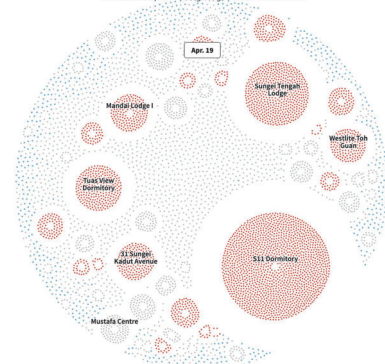 Apr. 19
Sungei Tengah
Lodge
Mandai Lodge I
Westlite Toh
Guan
Tuas View
Dormitory
31 Sungei
Kadut Avenue
S11 Dormitory
Mustafa Centre